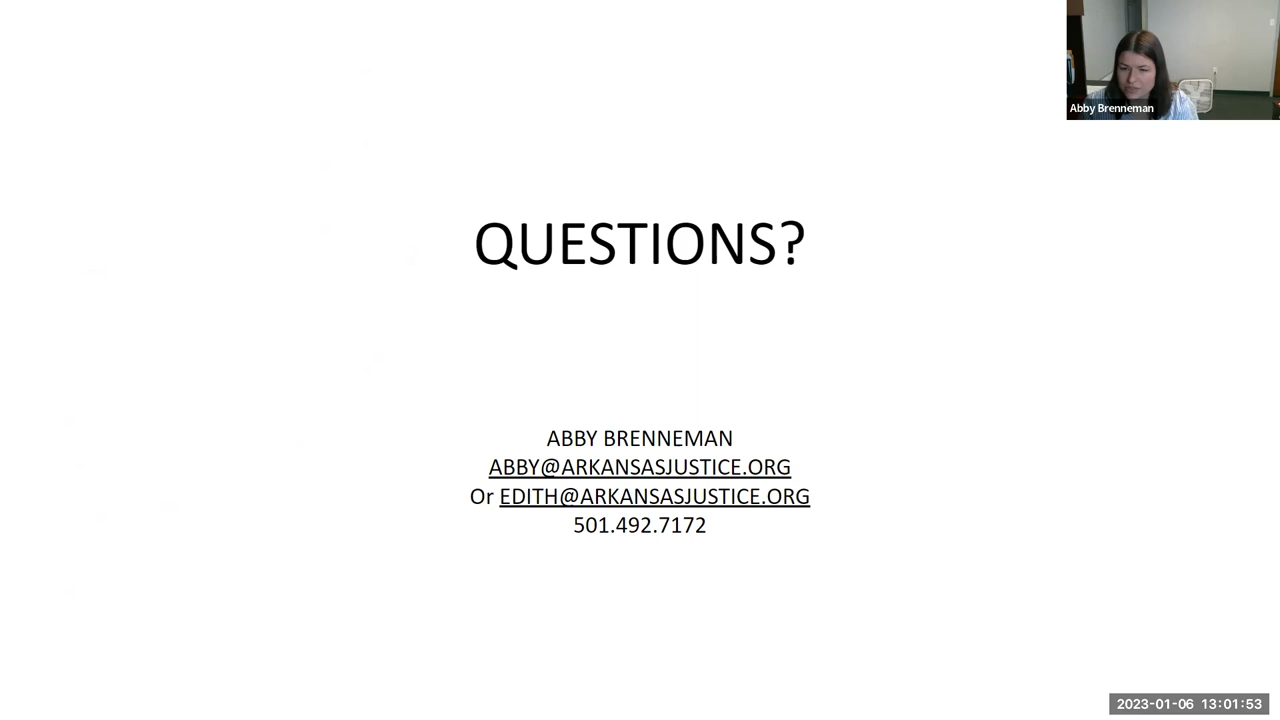 Abby Brenneman
QUESTIONS?
ABBY BRENNEMAN
ABBY@ARKANSASJUSTICE.ORG
Or EDITH@ARKANSASJUSTICE.ORG
501.492.7172
2023-01-06 13:01:53